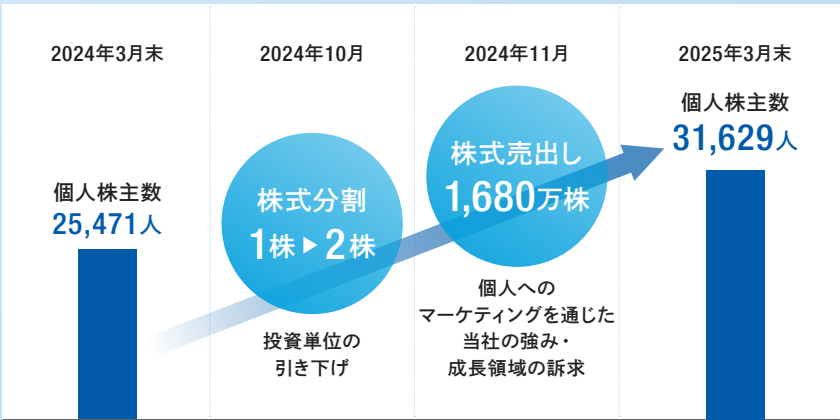 2024年3月末
個人株主数
25,471人
2024年10月
株式分割
1株▶2株
投資単位の
引き下げ
2024年11月
株式売出し
1,680万株
個人への
マーケティングを通じた
当社の強み・
成長領域の訴求
2025年3月末
個人株主数
31,629人